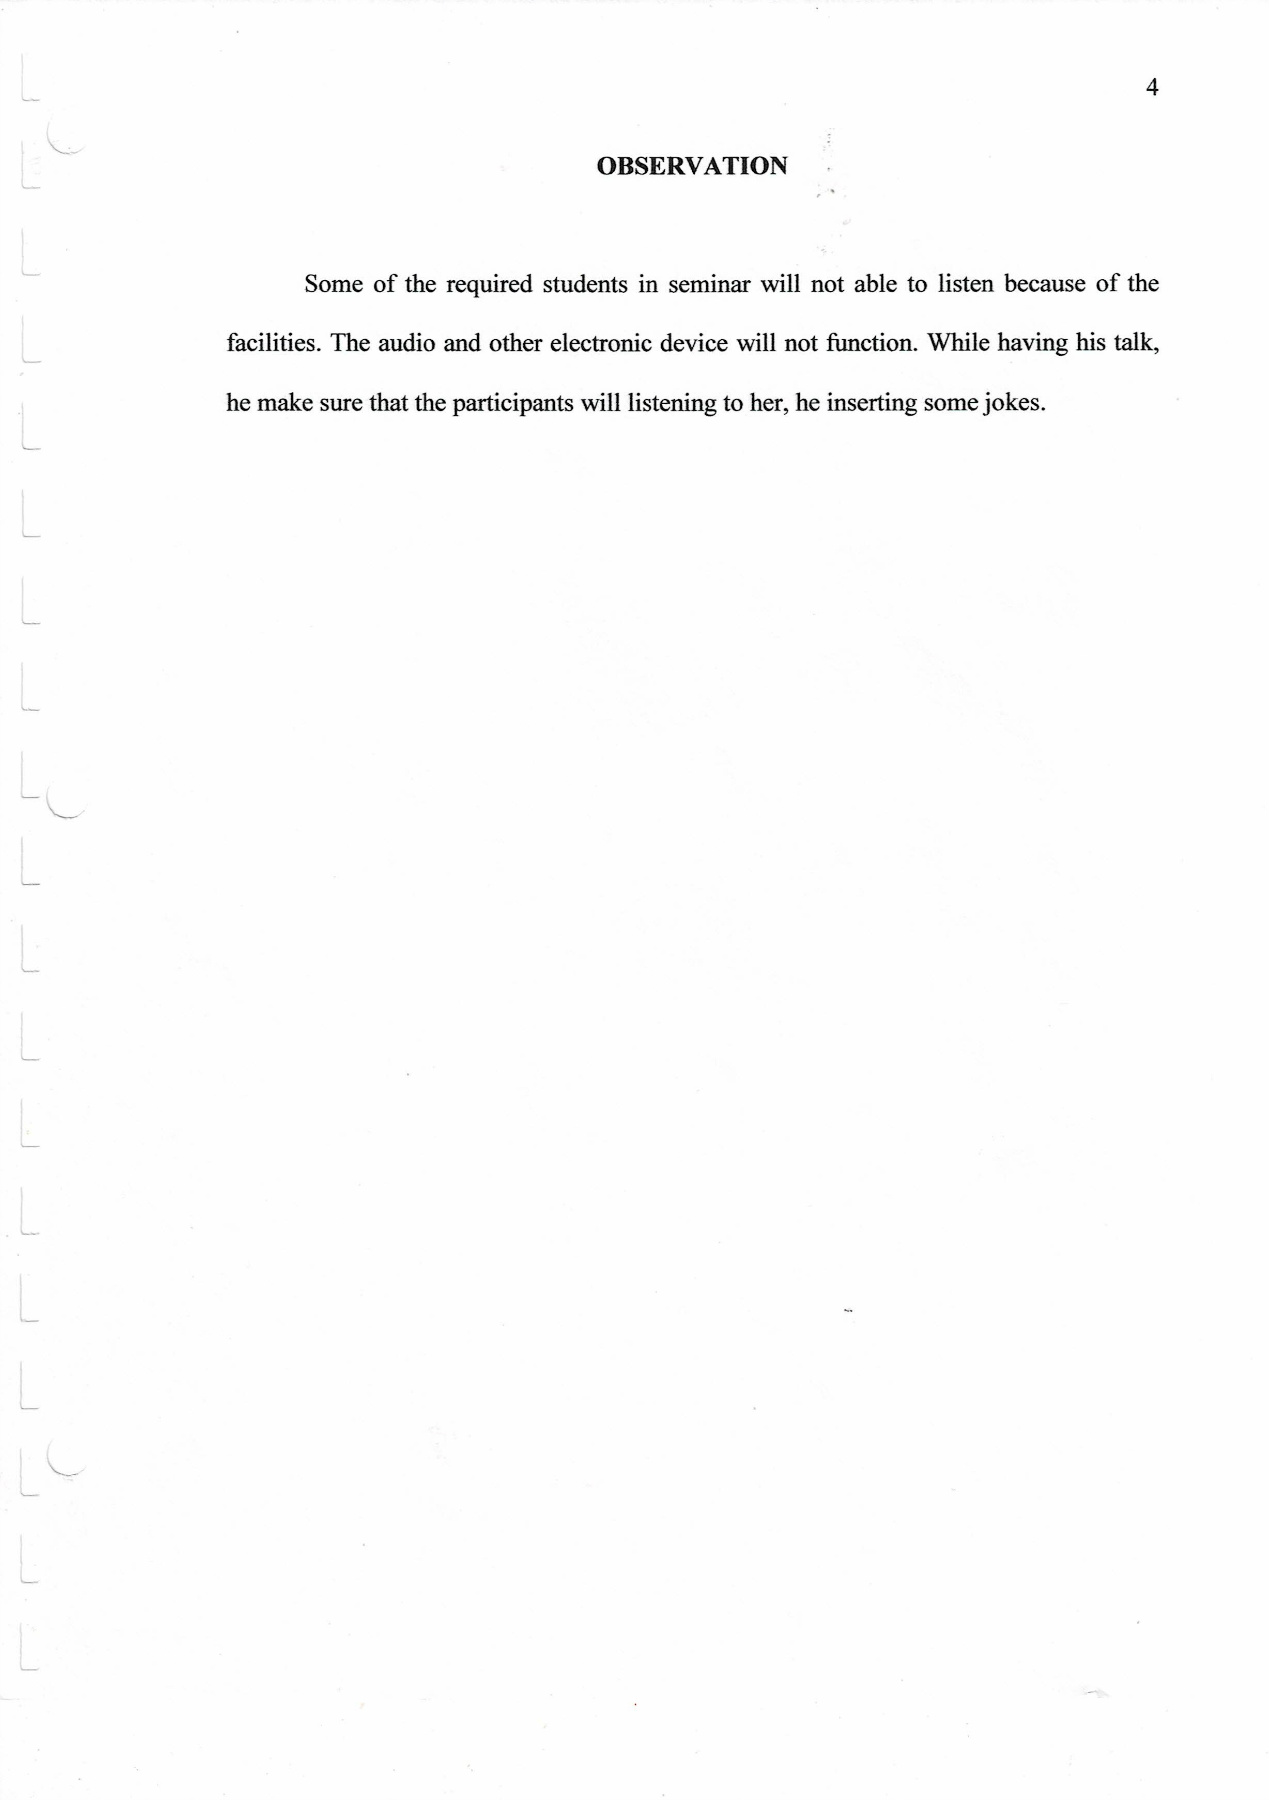 4
OBSERVATION
Some of the required students in seminar will not able to listen because of the
facilities. The audio and other electronic device will not function. While having his talk,
he make sure that the participants will listening to her, he inserting some jokes.